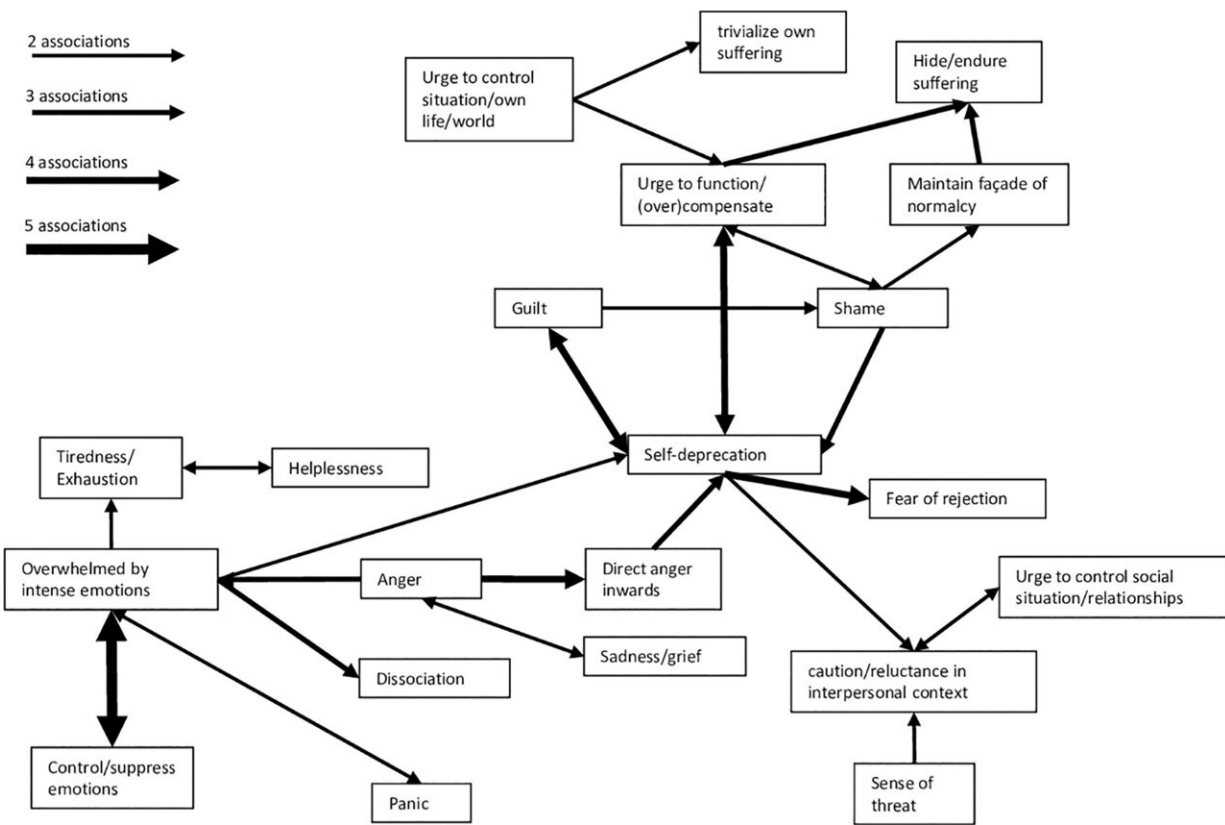 2 associations
3 associations
4 associations
5 associations
trivialize own
suffering
Hide/endure
suffering
Urge to control
situation/own
life/world
Urge to function/
(over)compensate
Maintain façade of
normalcy
Guilt
Shame
Self-deprecation
Tiredness/
Exhaustion
Helplessness
Fear of rejection
Overwhelmed by
intense emotions
Anger
Direct anger
inwards
Urge to control social
situation/relationships
Sadness/grief
Dissociation
caution/reluctance in
interpersonal context
Control/suppress
emotions
Panic
Sense of
threat